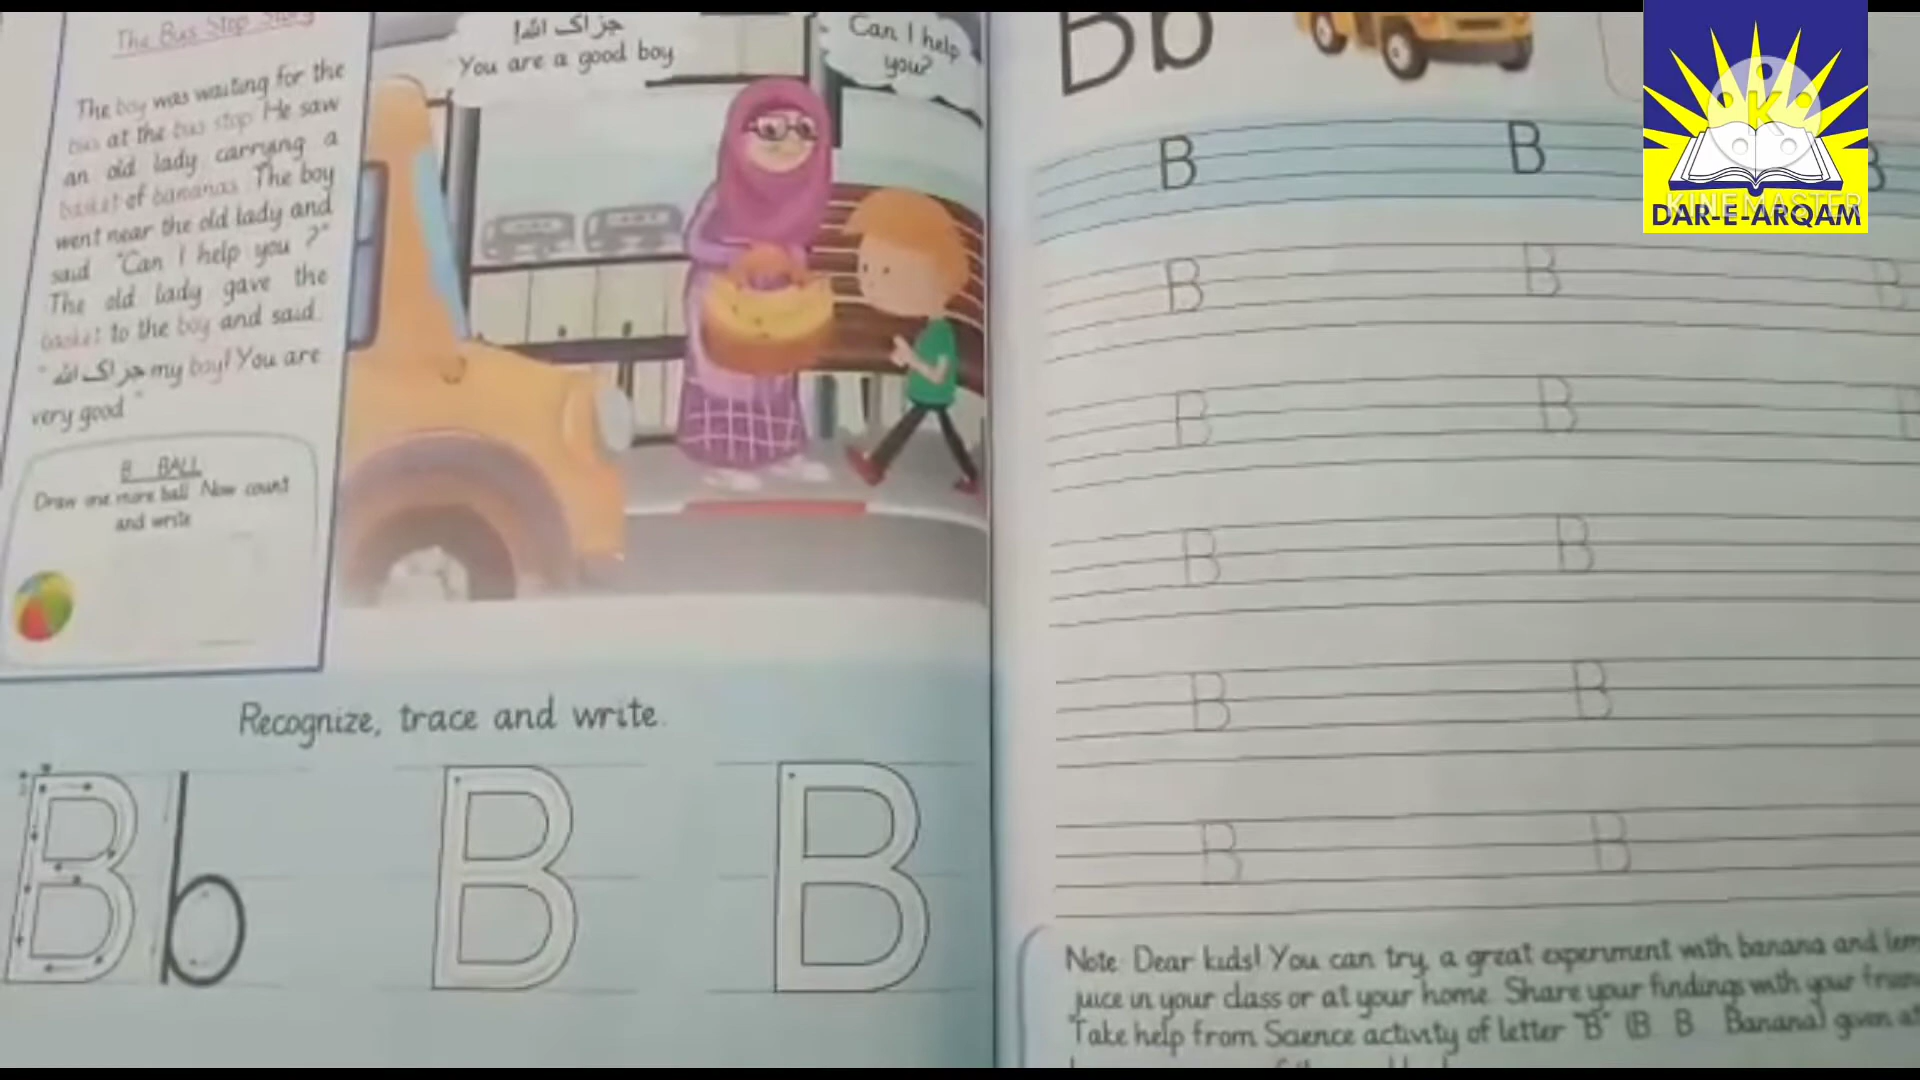 The Bus Stop Story
The boy was waiting for the
bus at the bus stop. He saw
an old lady carrying a
basket of bananas. The boy
went near the old lady and
said "Can I help you ?"
The old lady gave the
basket to the boy and said
"جزاک اللہ my boy! You are
very good"
B BALL
Draw one more ball. Now count
and write
جزاک اللہ!
You are a good boy
Can I help
you?
Recognize, trace and write.
Bb B B
Bb
B B B
B B B
B B
B B
B B
B B
Note: Dear kids! You can try, a great experiment with banana and
juice in your class or at your home. Share your findings with your
Take help from Science activity of letter "B" (B B Banana) given at
KINEMASTER
DAR-E-ARQAM